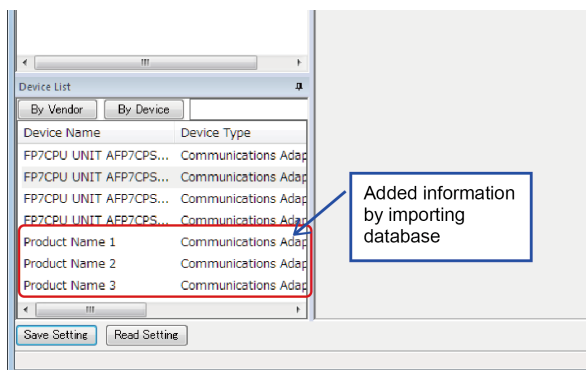 Device List
By Vendor By Device
Device Name Device Type
FP7CPU UNIT AFP7CPS... Communications Adap
FP7CPU UNIT AFP7CPS... Communications Adap
FP7CPU UNIT AFP7CPS... Communications Adap
FP7CPU UNIT AFP7CPS... Communications Adap
Product Name 1 Communications Adap
Product Name 2 Communications Adap
Product Name 3 Communications Adap
Added information
by importing
database
Save Setting Read Setting